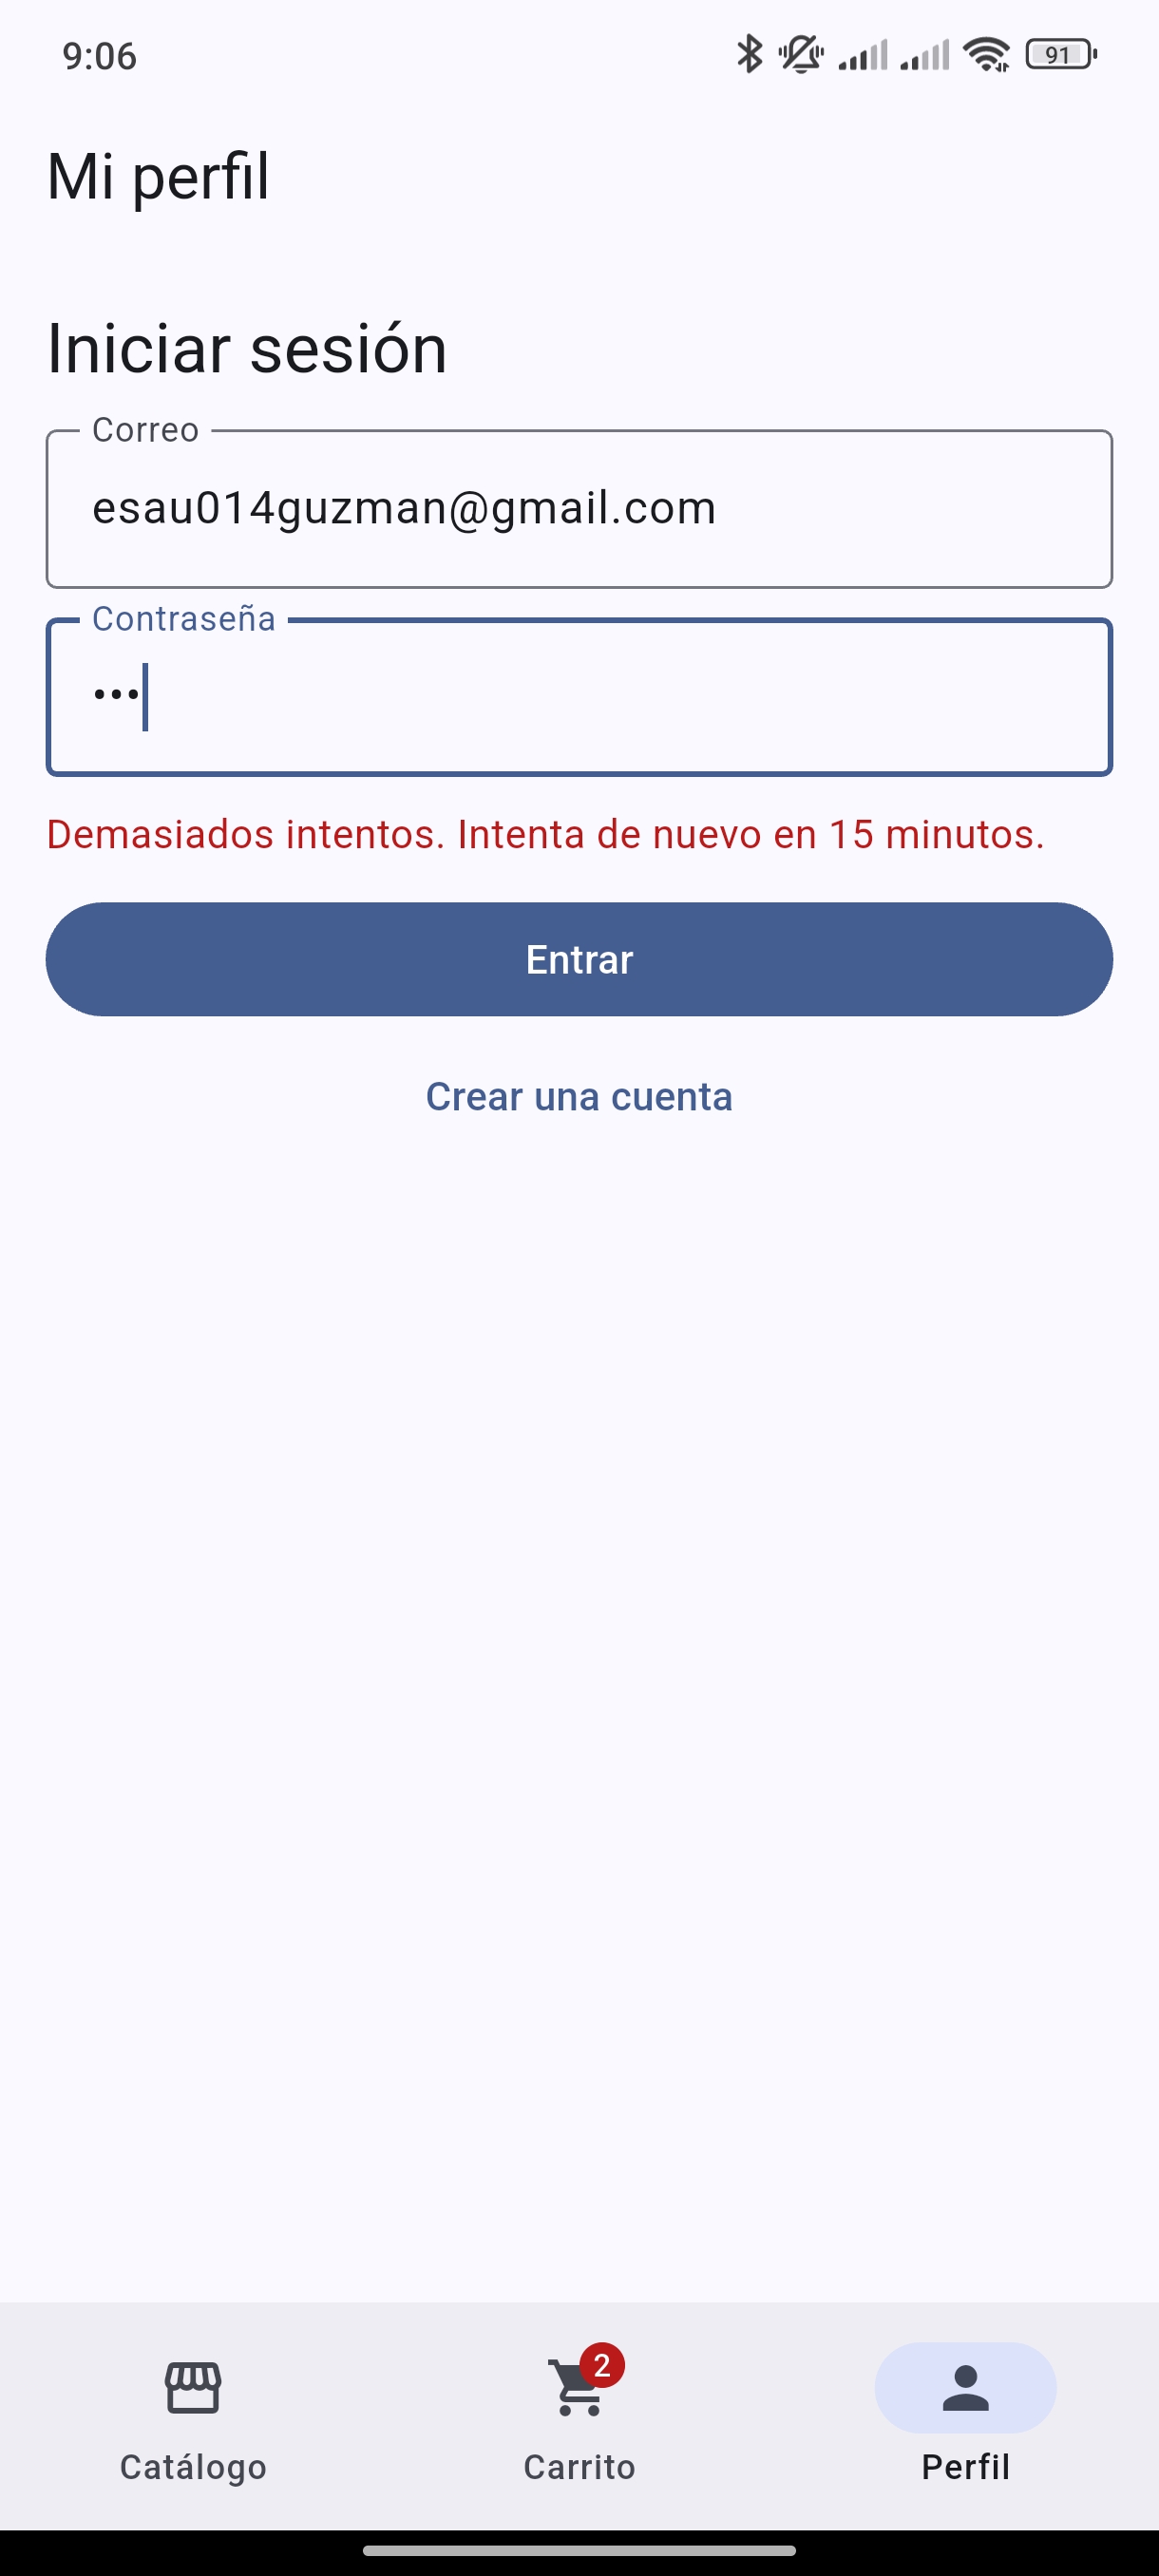 9:06
91
Mi perfil
Iniciar sesión
Correo
esau014guzman@gmail.com
Contraseña
•••
Demasiados intentos. Intenta de nuevo en 15 minutos.
Entrar
Crear una cuenta
2
Catálogo
Carrito
Perfil